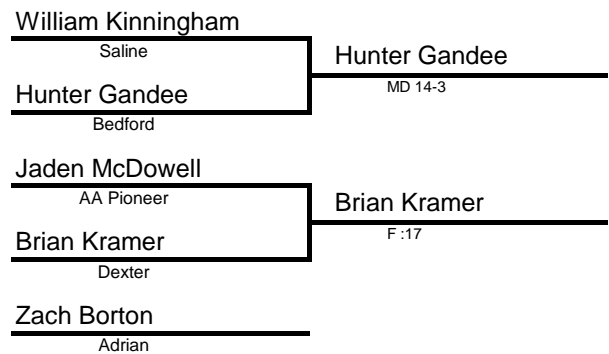 William Kinningham
Saline
Hunter Gandee
MD 14-3
Hunter Gandee
Bedford
Jaden McDowell
AA Pioneer
Brian Kramer
F :17
Brian Kramer
Dexter
Zach Borton
Adrian